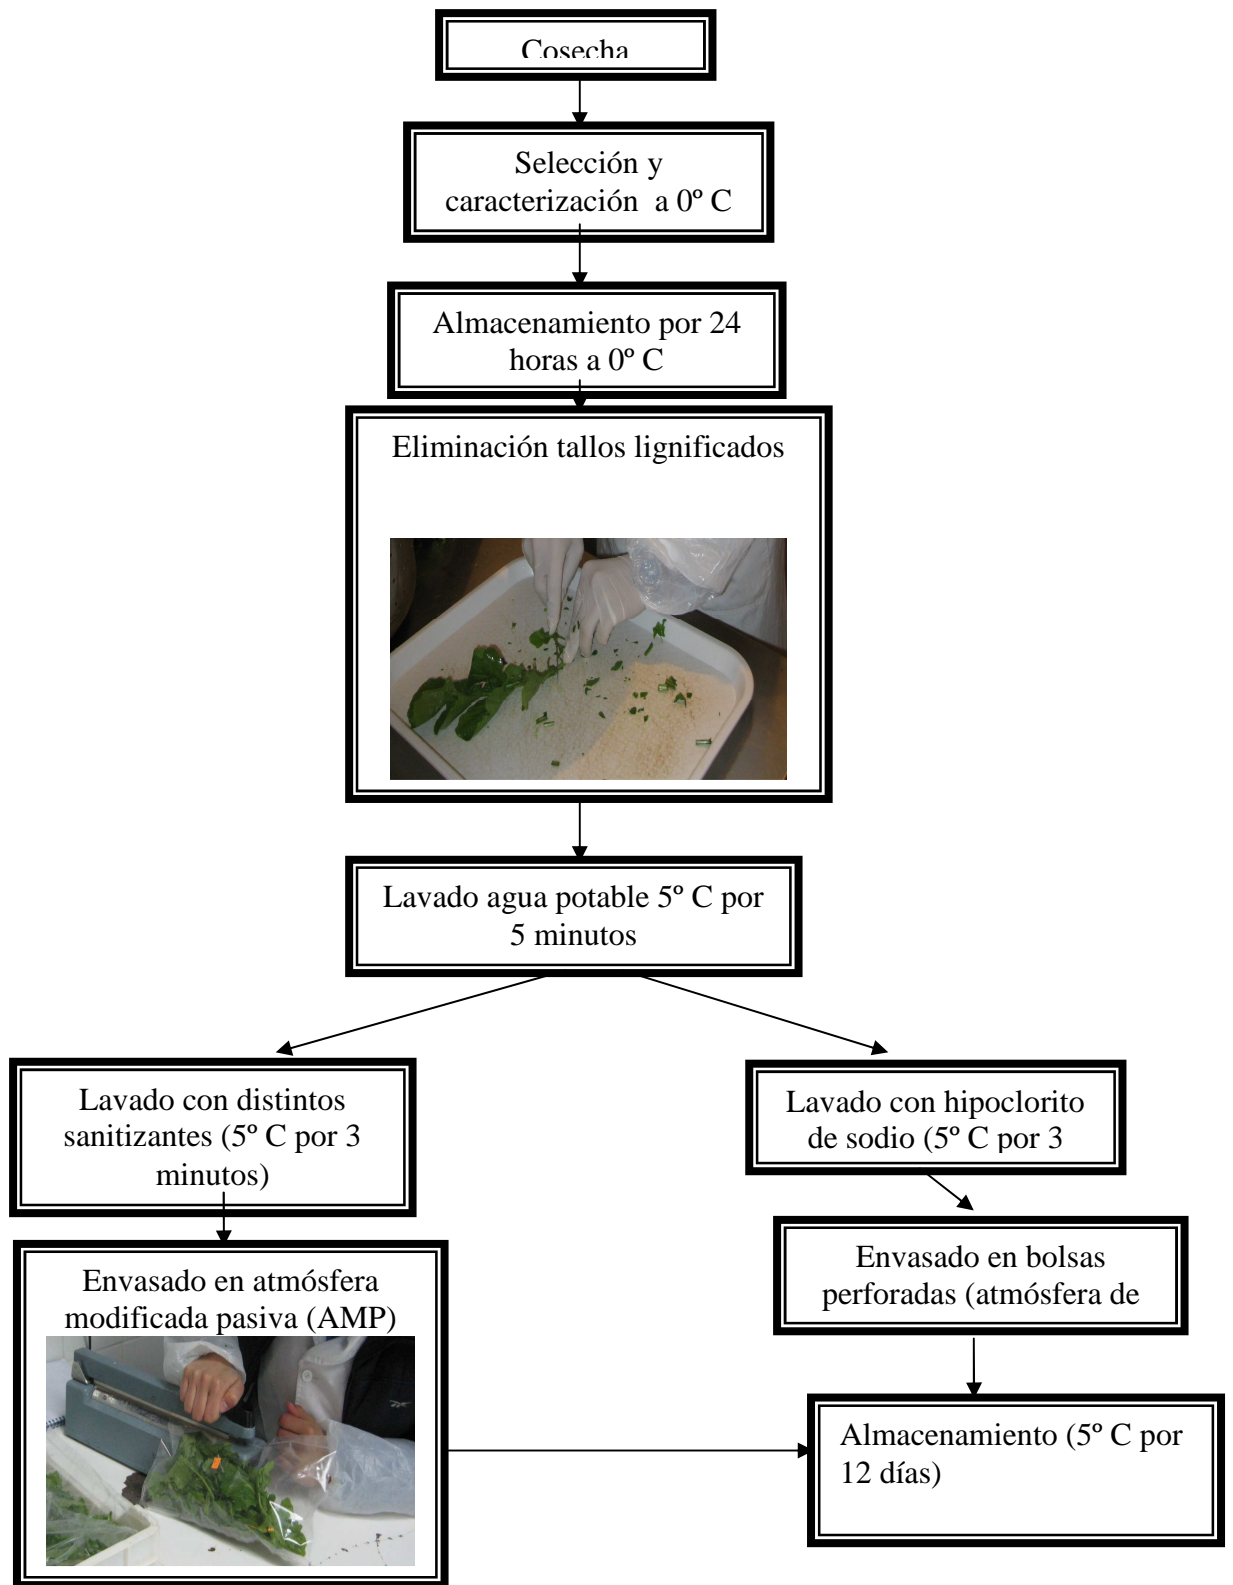 Cosecha
Selección y
caracterización a 0º C
Almacenamiento por 24
horas a 0º C
Eliminación tallos lignificados
Lavado agua potable 5º C por
5 minutos
Lavado con distintos
sanitizantes (5º C por 3
minutos)
Lavado con hipoclorito
de sodio (5º C por 3
Envasado en atmósfera
modificada pasiva (AMP)
Envasado en bolsas
perforadas (atmósfera de
Almacenamiento (5º C por
12 días)